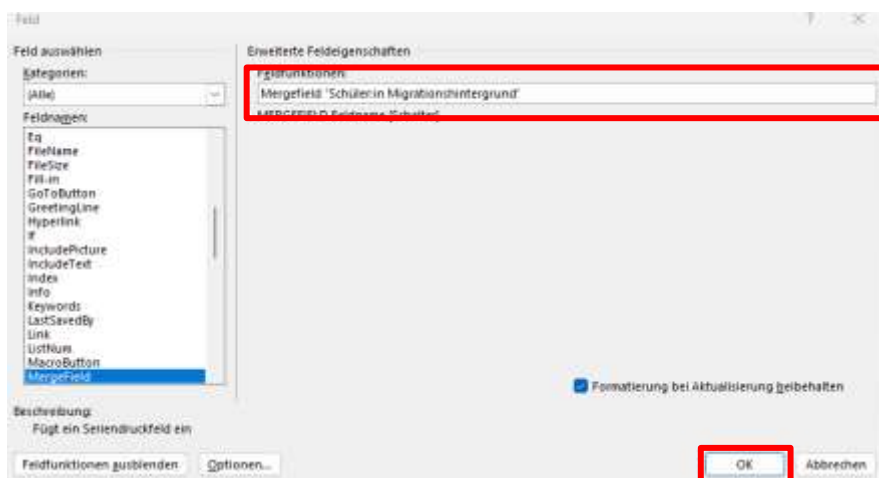 Feld
? ×
Feld auswählen
Kategorien:
(Alle)
Feldnamen:
Eq
FileName
FileSize
Fill-in
GoToButton
GreetingLine
Hyperlink
If
IncludePicture
IncludeText
Index
Info
Keywords
LastSavedBy
Link
ListNum
MacroButton
MergeField
Erweiterte Feldeigenschaften
Feldfunktionen:
Mergefield 'Schüler:in Migrationshintergrund'
MERGEFIELD Feldname [Schalter]
Formatierung bei Aktualisierung beibehalten
Beschreibung:
Fügt ein Seriendruckfeld ein
Feldfunktionen ausblenden
Optionen...
OK
Abbrechen